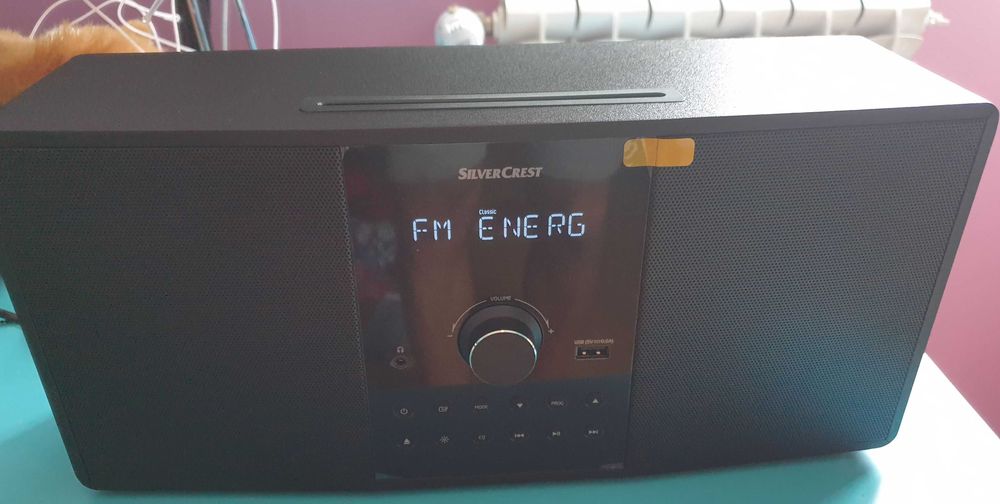 SILVERCREST
Classic
FM ENERG
VOLUME
- +
MODE
PROG